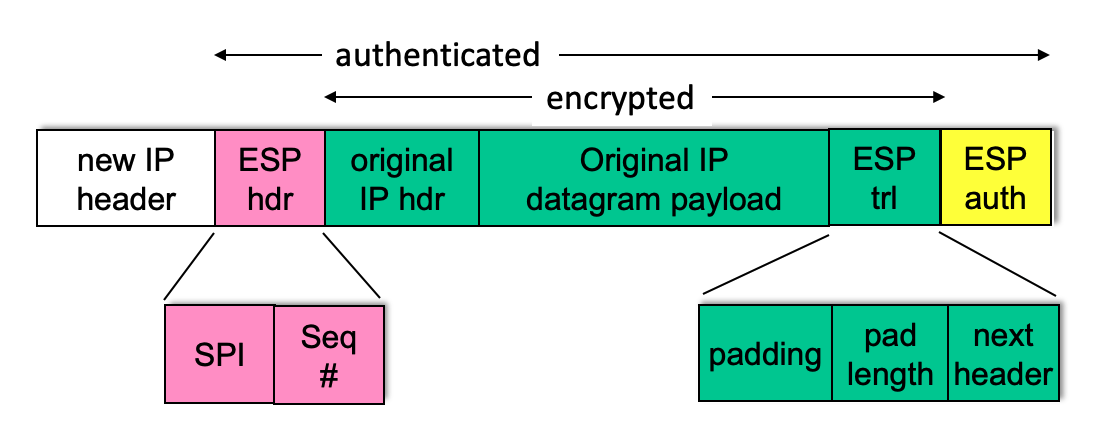 authenticated
encrypted
new IP
header
ESP
hdr
original
IP hdr
Original IP
datagram payload
ESP
trl
ESP
auth
SPI
Seq
#
padding
pad
length
next
header